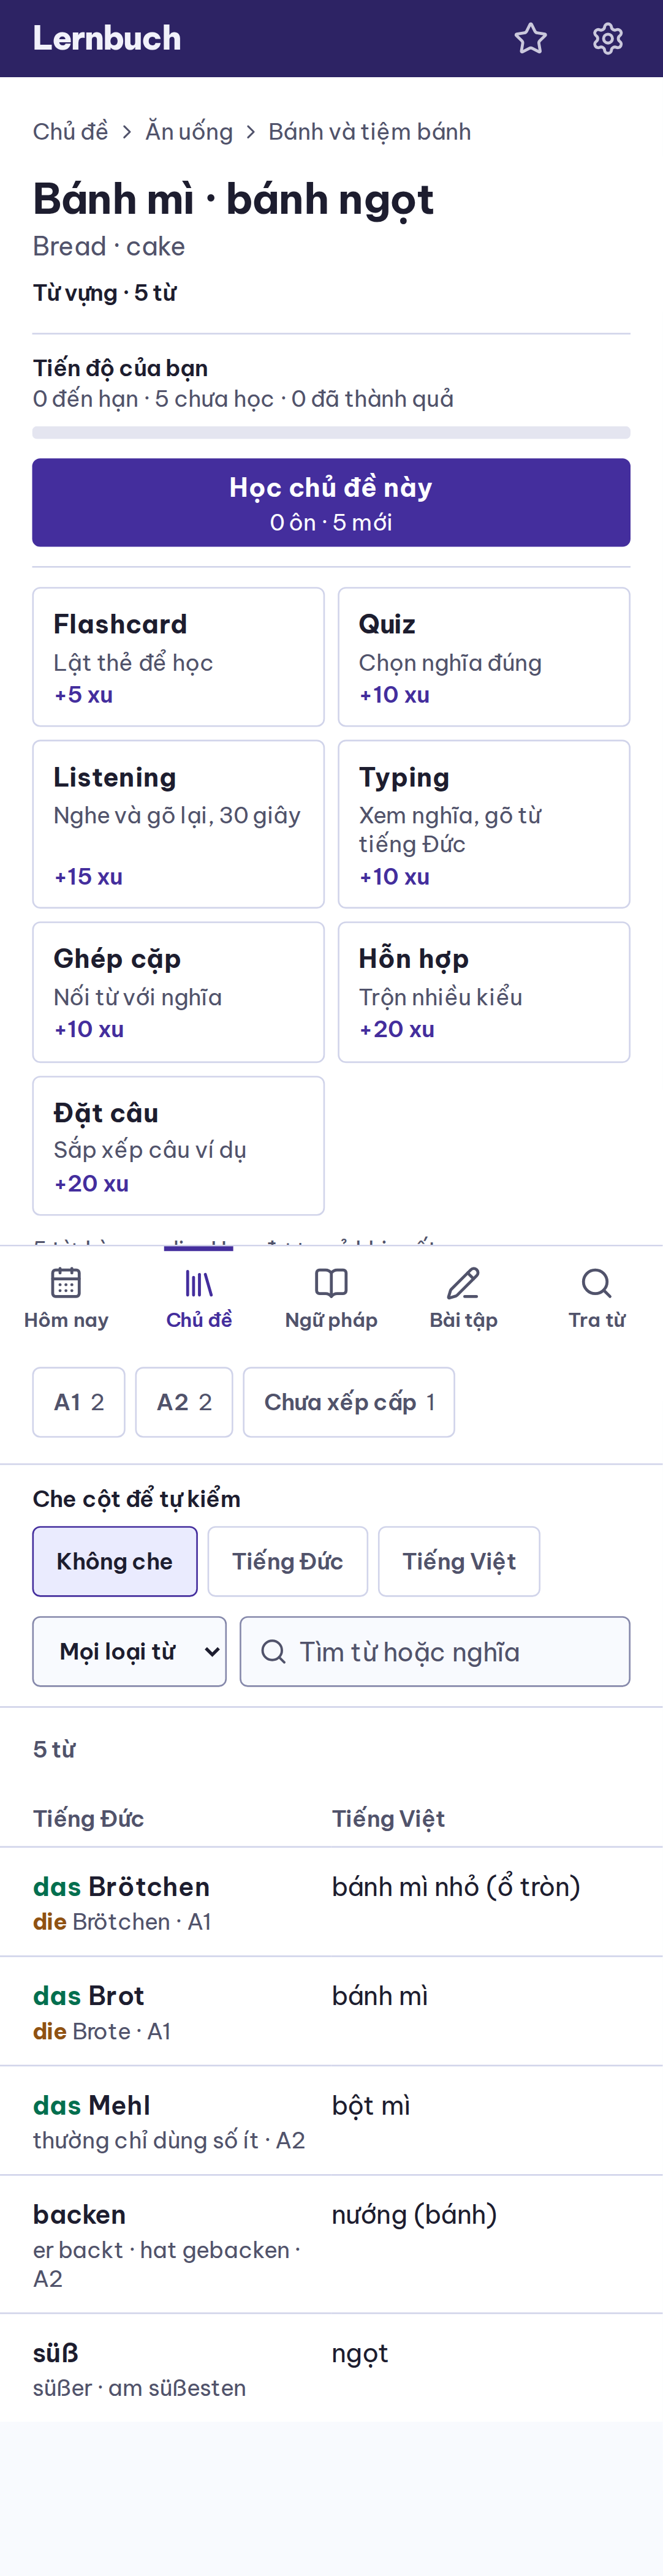 Lernbuch
Chủ đề > Ăn uống > Bánh và tiệm bánh
Bánh mì · bánh ngọt
Bread · cake
Từ vựng · 5 từ
Tiến độ của bạn
0 đến hạn · 5 chưa học · 0 đã thành quả
Học chủ đề này
0 ôn · 5 mới
Flashcard
Lật thẻ để học
+5 xu
Quiz
Chọn nghĩa đúng
+10 xu
Listening
Nghe và gõ lại, 30 giây
+15 xu
Typing
Xem nghĩa, gõ từ
tiếng Đức
+10 xu
Ghép cặp
Nối từ với nghĩa
+10 xu
Hỗn hợp
Trộn nhiều kiểu
+20 xu
Đặt câu
Sắp xếp câu ví dụ
+20 xu
Hôm nay
Chủ đề
Ngữ pháp
Bài tập
Tra từ
A1 2
A2 2
Chưa xếp cấp 1
Che cột để tự kiểm
Không che
Tiếng Đức
Tiếng Việt
Mọi loại từ
Tìm từ hoặc nghĩa
5 từ
Tiếng Đức
Tiếng Việt
das Brötchen
bánh mì nhỏ (ổ tròn)
die Brötchen · A1
das Brot
bánh mì
die Brote · A1
das Mehl
bột mì
thường chỉ dùng số ít · A2
backen
nướng (bánh)
er backt · hat gebacken ·
A2
süß
ngọt
süßer · am süßesten